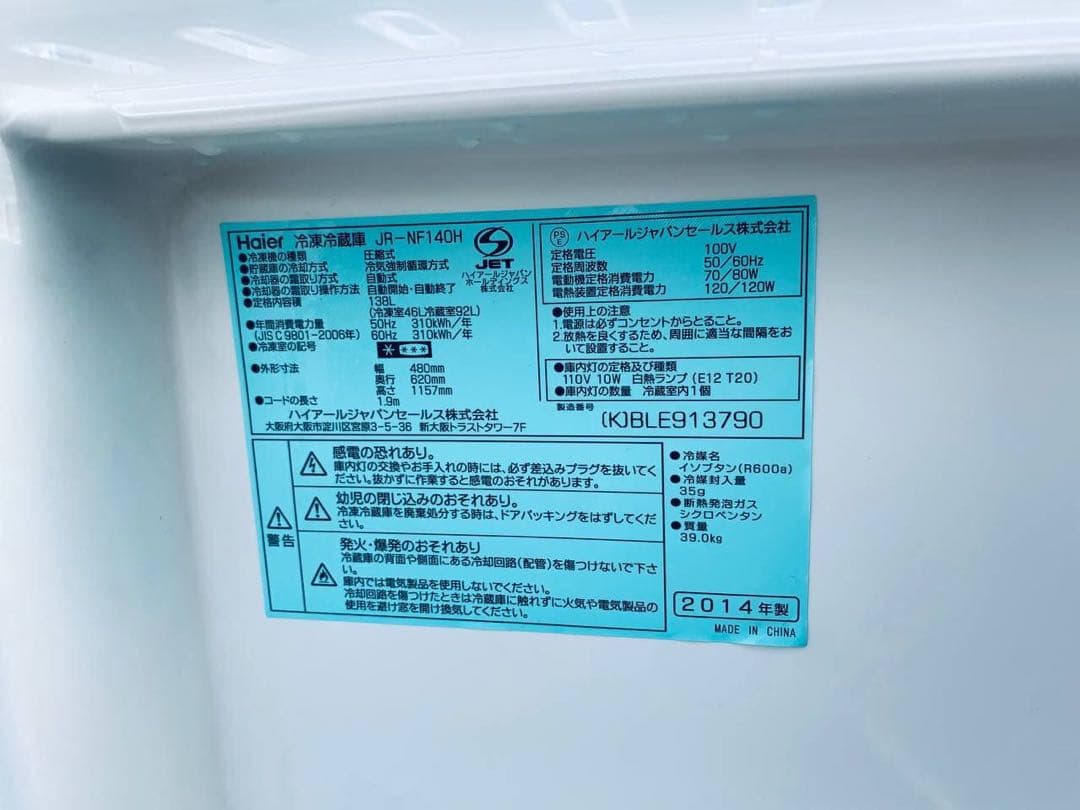 Haier 冷凍冷蔵庫 JR-NF140H
●冷凍機の種類 圧縮式
●貯蔵庫の冷却方式 冷気強制循環方式
●冷却器の霜取り方式 自動式
●冷却器の霜取り操作方法 自動開始・自動終了
●定格内容積 138L
(冷凍室46L冷蔵室92L)
●年間消費電力量 50Hz 310kWh/年
(JIS C 9801-2006年) 60Hz 310kWh/年
●冷凍室の記号
●外形寸法 幅 480mm
奥行 620mm
高さ 1157mm
●コードの長さ 1.9m
ハイアールジャパンセールス株式会社
大阪府大阪市淀川区宮原3-5-36 新大阪トラストタワー7F
JET
ハイアールジャパン
ホールディングス
株式会社
PS
E
ハイアールジャパンセールス株式会社
定格電圧 100V
定格周波数 50/60Hz
電動機定格消費電力 70/80W
電熱装置定格消費電力 120/120W
●使用上の注意
1.電源は必ずコンセントからとること。
2.放熱を良くするため、周囲に適当な間隔をお
いて設置すること。
●庫内灯の定格及び種類
110V 10W 白熱ランプ(E12 T20)
●庫内灯の数量 冷蔵室内1個
製造番号
(K)BLE913790
警告
感電の恐れあり。
庫内灯の交換やお手入れの時には、必ず差込みプラグを抜いてく
ださい。抜かずに作業すると感電のおそれがあります。
幼児の閉じ込みのおそれあり。
冷凍冷蔵庫を廃棄処分する時は、ドアパッキングをはずしてくだ
さい。
発火・爆発のおそれあり
冷蔵庫の背面や側面にある冷却回路(配管)を傷つけないで下さ
い。
庫内では電気製品を使用しないでください。
冷却回路を傷つけたときは冷蔵庫に触れずに火気や電気製品の
使用を避け窓を開け換気してください。
●冷媒名
イソブタン(R600a)
●冷媒封入量
35g
●断熱発泡ガス
シクロペンタン
●質量
39.0kg
2014年製
MADE IN CHINA